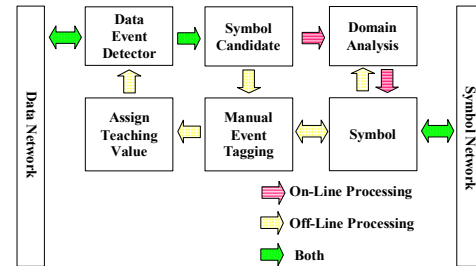 Data Network
Data
Event
Detector
Symbol
Candidate
Domain
Analysis
Assign
Teaching
Value
Manual
Event
Tagging
Symbol
Symbol Network
On-Line Processing
Off-Line Processing
Both